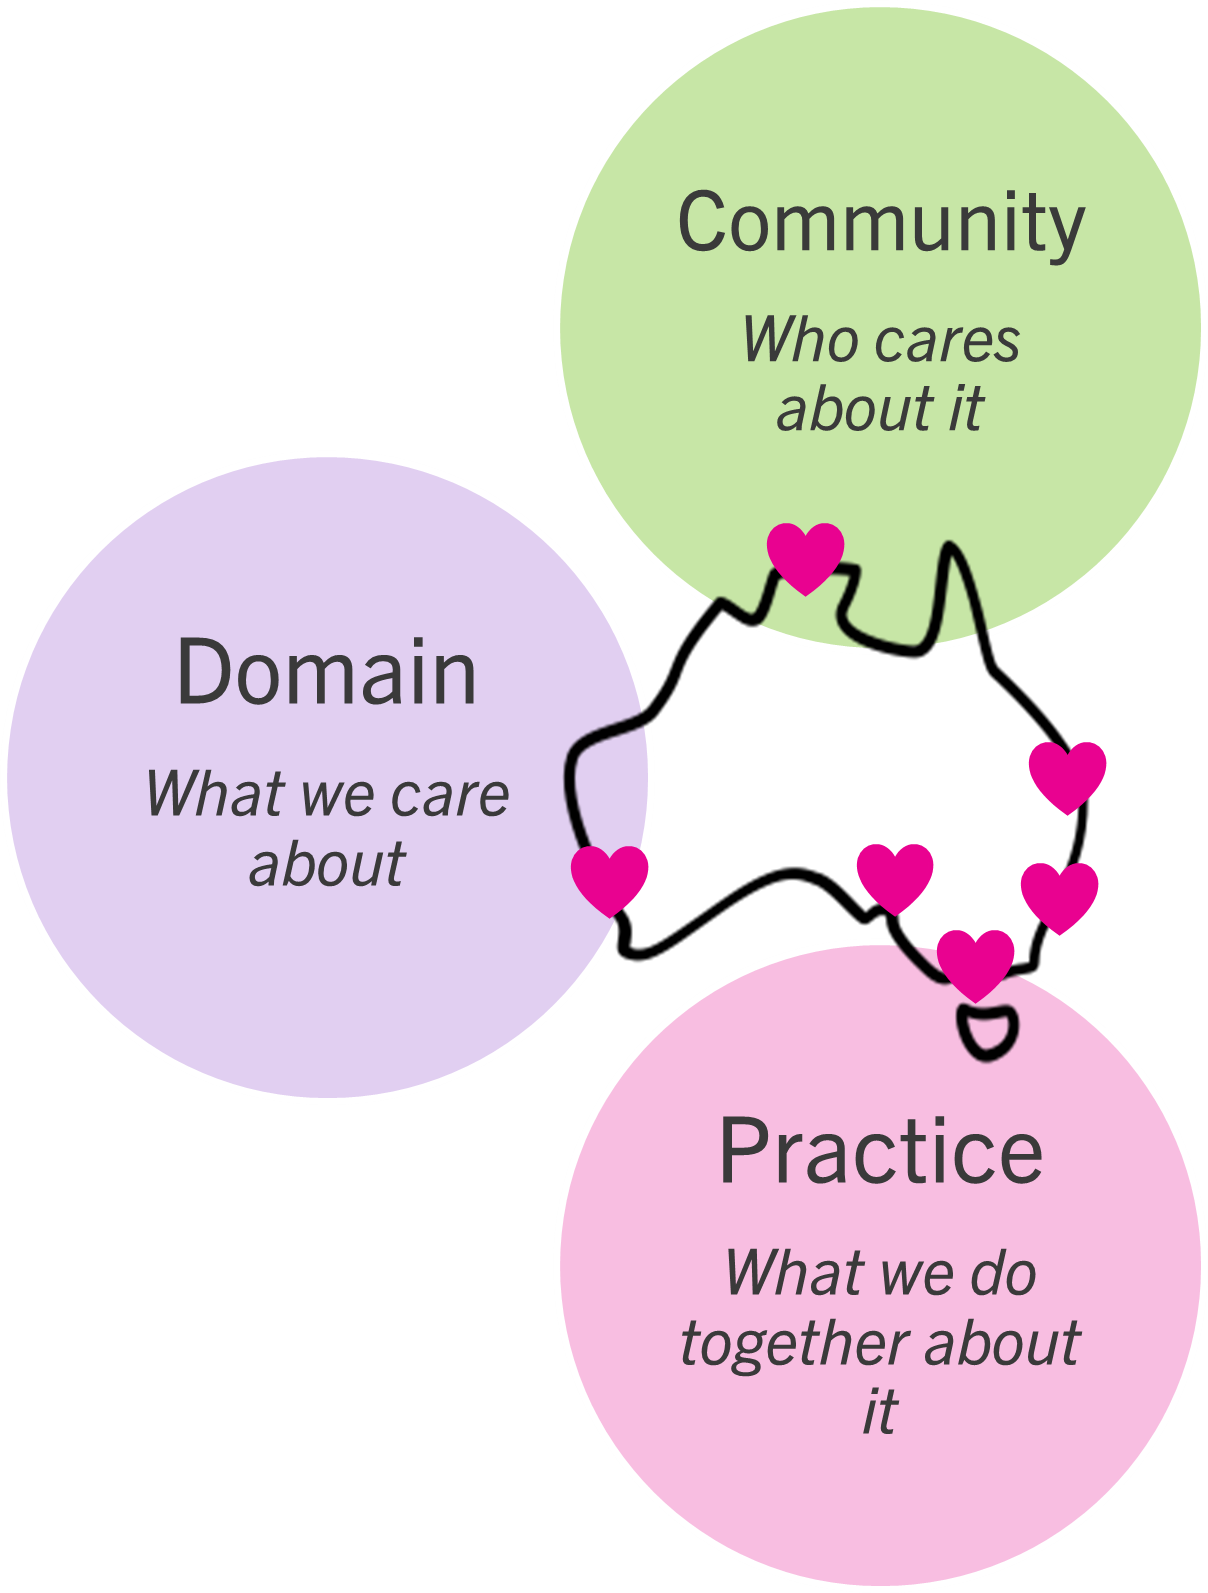 Community
Who cares
about it
Domain
What we care
about
Practice
What we do
together about
it